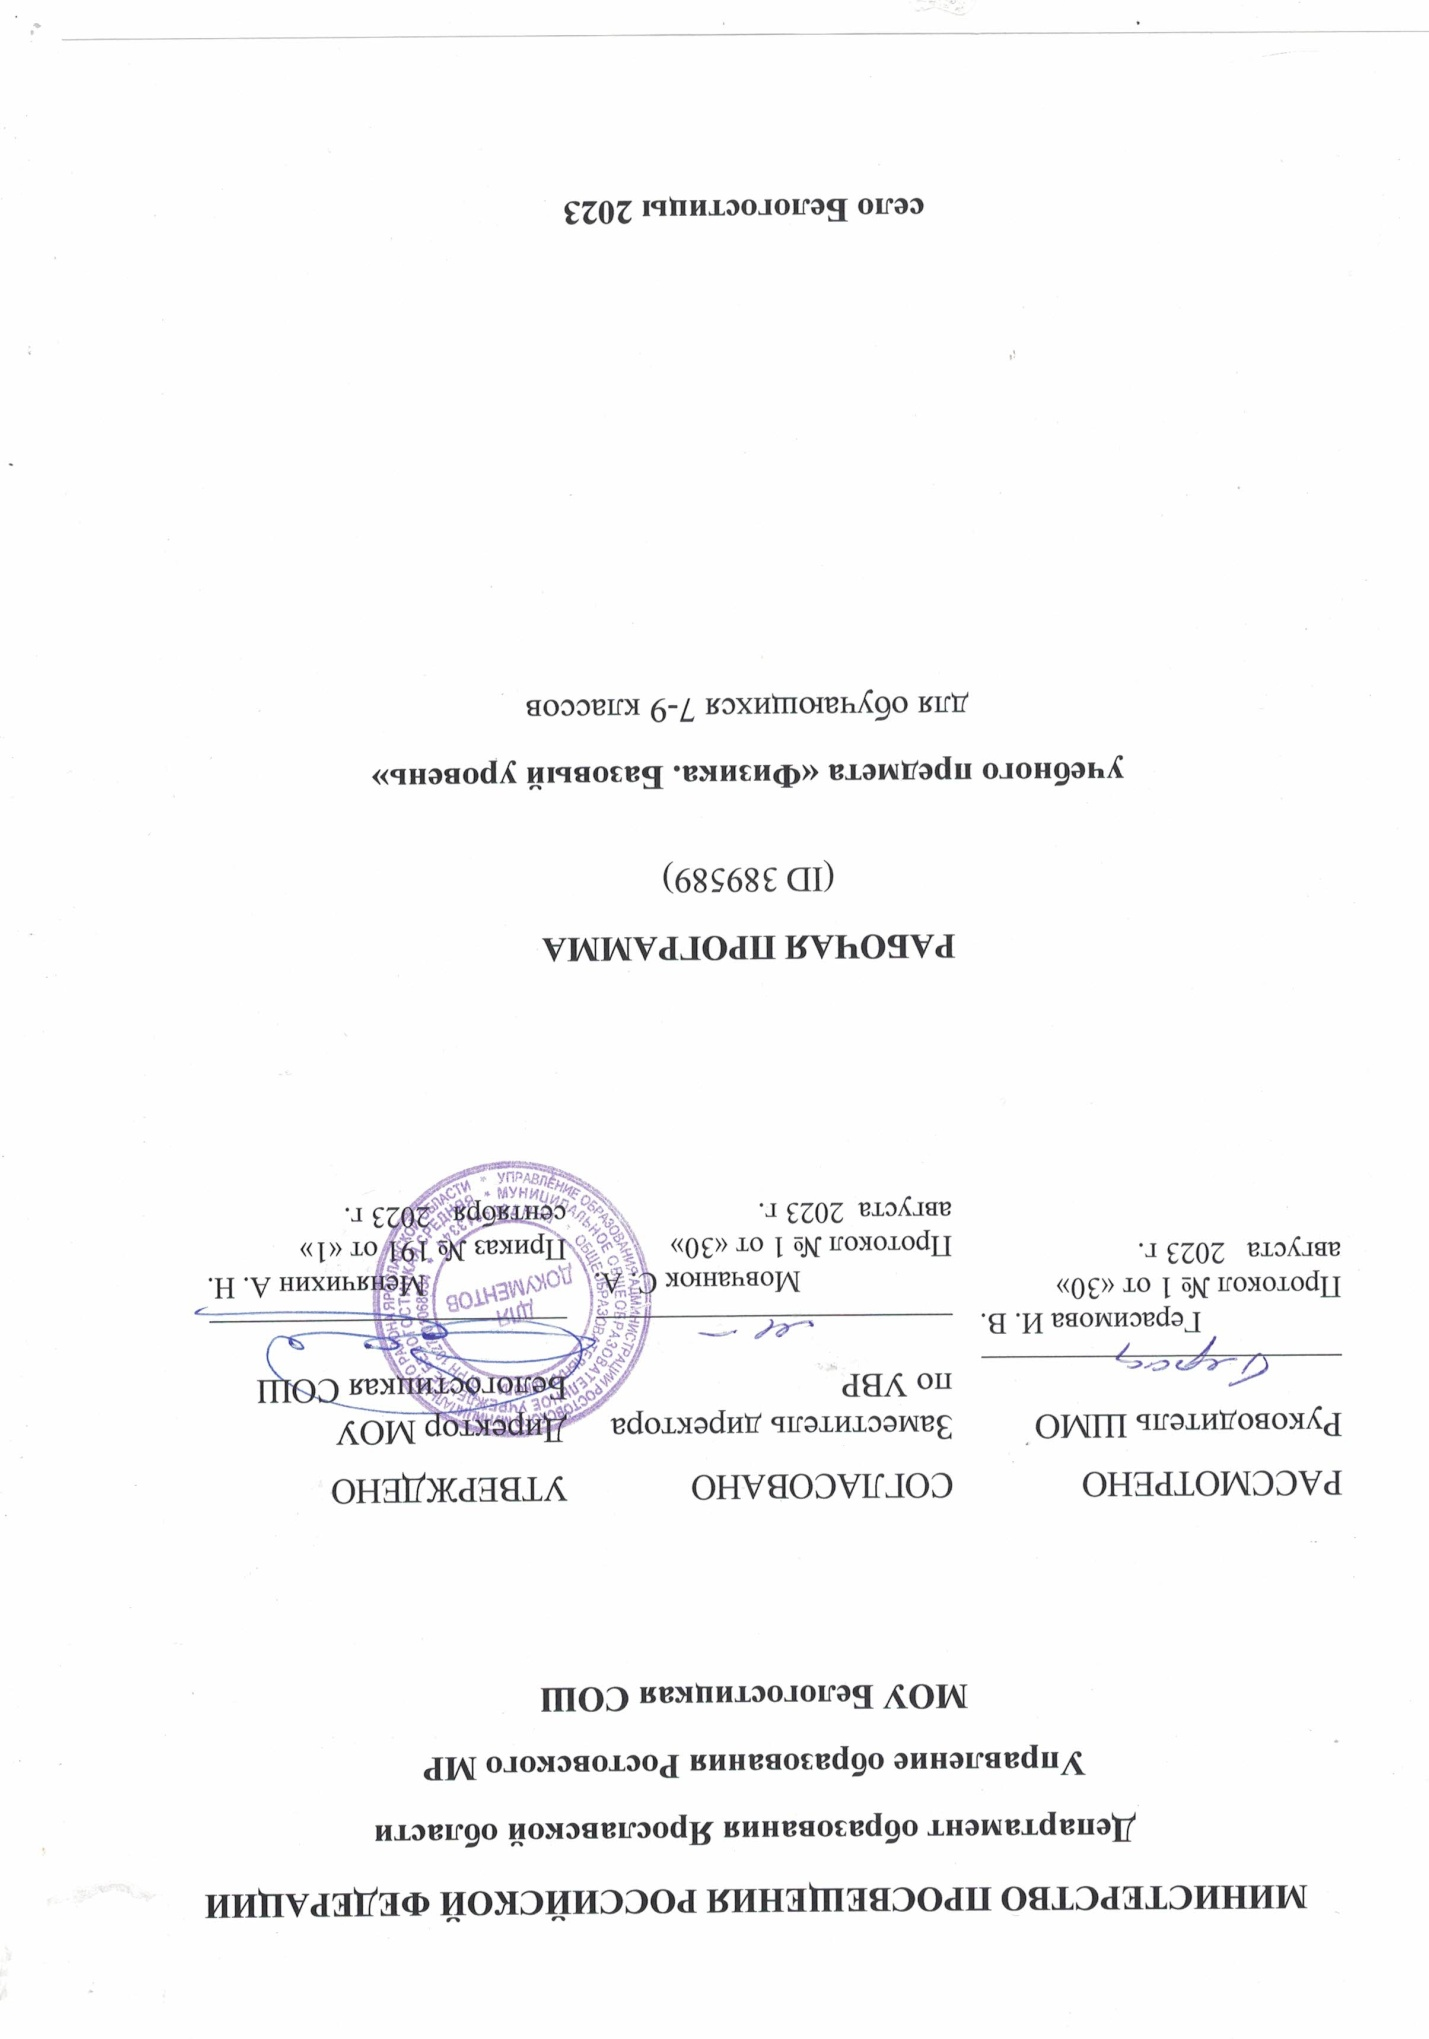 МИНИСТЕРСТВО ПРОСВЕЩЕНИЯ РОССИЙСКОЙ ФЕДЕРАЦИИ
Департамент образования Ярославской области
Управление образования Ростовского МР
МОУ Белогостицкая СОШ
РАССМОТРЕНО
Руководитель ШМО
Герасимова И. В.
Протокол № 1 от «30»
августа 2023 г.
СОГЛАСОВАНО
Заместитель директора
по УВР
Мовчанюк С. А.
Протокол № 1 от «30»
августа 2023 г.
УТВЕРЖДЕНО
Директор МОУ
Белогостицкая СОШ
Менячихин А. Н.
Приказ № 191 от «1»
сентября 2023 г.
ДЛЯ
ДОКУМЕНТОВ
РАБОЧАЯ ПРОГРАММА
(ID 389589)
учебного предмета «Физика. Базовый уровень»
для обучающихся 7-9 классов
село Белогостицы 2023